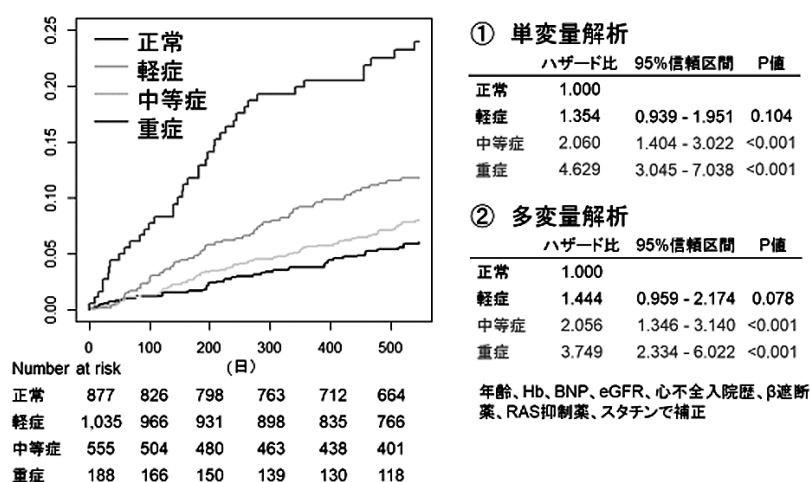 0.25
0.20
0.15
0.10
0.05
0.00
正常
軽症
中等症
重症
0 100 200 300 400 500
(日)
Number at risk
正常 877 826 798 763 712 664
軽症 1,035 966 931 898 835 766
中等症 555 504 480 463 438 401
重症 188 166 150 139 130 118
① 単変量解析
ハザード比 95%信頼区間 P値
正常 1.000
軽症 1.354 0.939 - 1.951 0.104
中等症 2.060 1.404 - 3.022 <0.001
重症 4.629 3.045 - 7.038 <0.001
② 多変量解析
ハザード比 95%信頼区間 P値
正常 1.000
軽症 1.444 0.959 - 2.174 0.078
中等症 2.056 1.346 - 3.140 <0.001
重症 3.749 2.334 - 6.022 <0.001
年齢、Hb、BNP、eGFR、心不全入院歴、β遮断
薬、RAS抑制薬、スタチンで補正